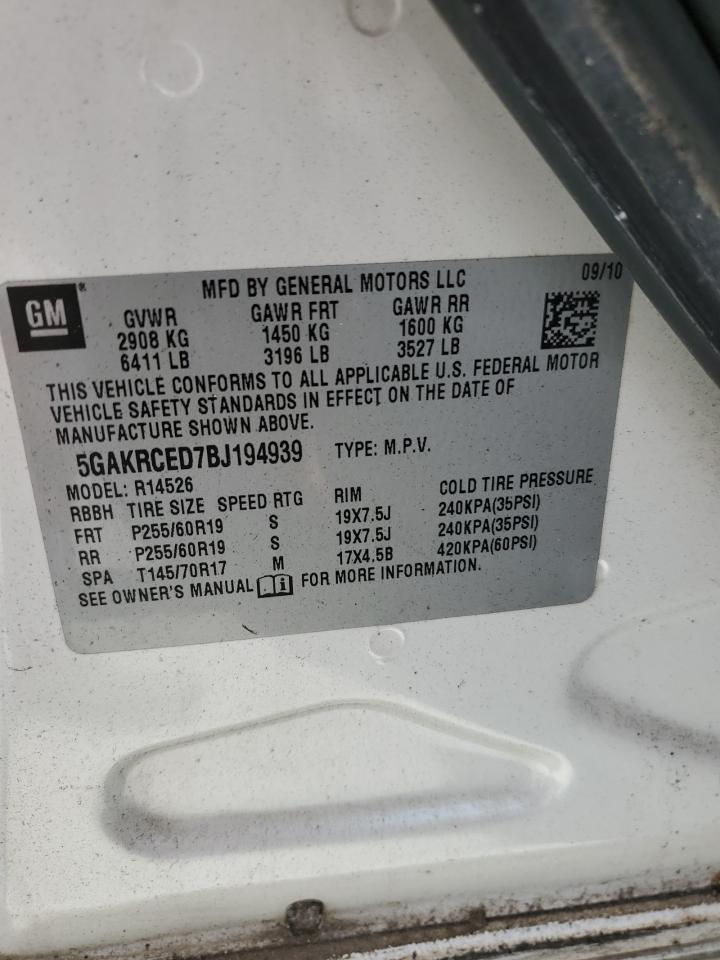 GM
MFD BY GENERAL MOTORS LLC 09/10
GVWR GAWR FRT GAWR RR
2908 KG 1450 KG 1600 KG
6411 LB 3196 LB 3527 LB
THIS VEHICLE CONFORMS TO ALL APPLICABLE U.S. FEDERAL MOTOR
VEHICLE SAFETY STANDARDS IN EFFECT ON THE DATE OF
MANUFACTURE SHOWN ABOVE.
5GAKRCED7BJ194939 TYPE: M.P.V.
MODEL: R14526
RBBH TIRE SIZE SPEED RTG RIM COLD TIRE PRESSURE
FRT P255/60R19 S 19X7.5J 240KPA(35PSI)
RR P255/60R19 S 19X7.5J 240KPA(35PSI)
SPA T145/70R17 M 17X4.5B 420KPA(60PSI)
SEE OWNER'S MANUAL FOR MORE INFORMATION.